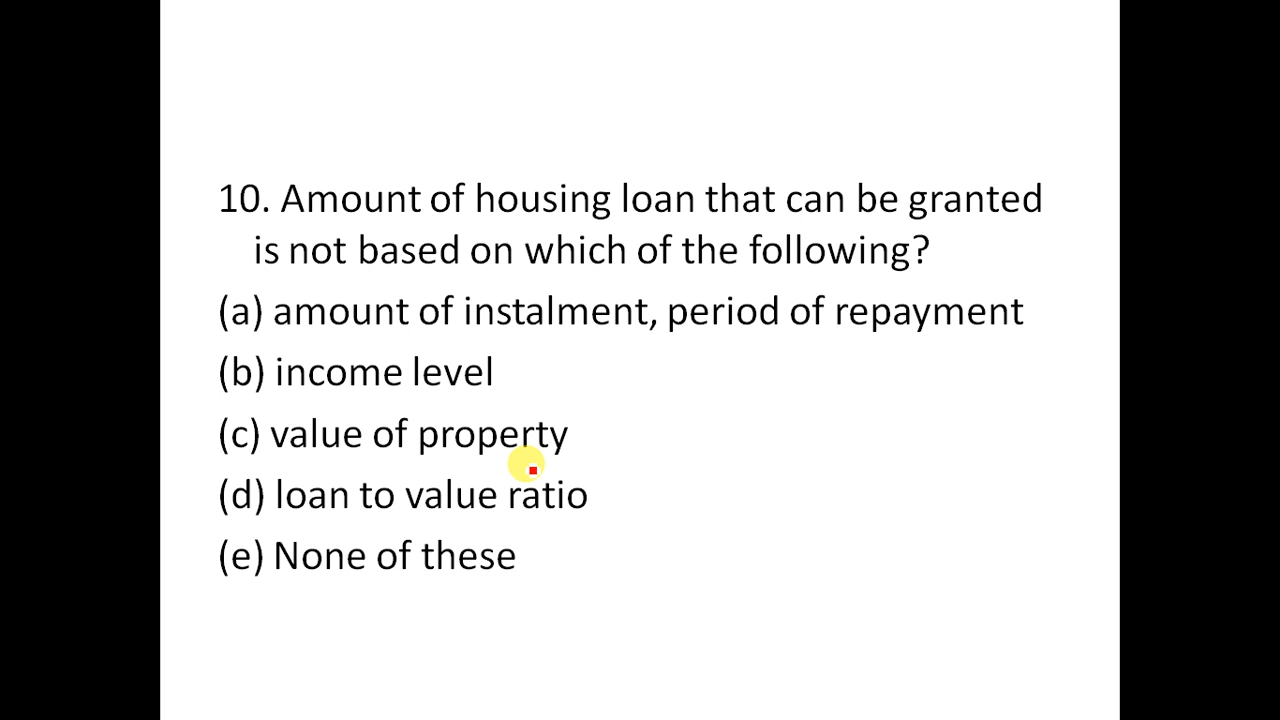 10. Amount of housing loan that can be granted
is not based on which of the following?
(a) amount of instalment, period of repayment
(b) income level
(c) value of property
(d) loan to value ratio
(e) None of these